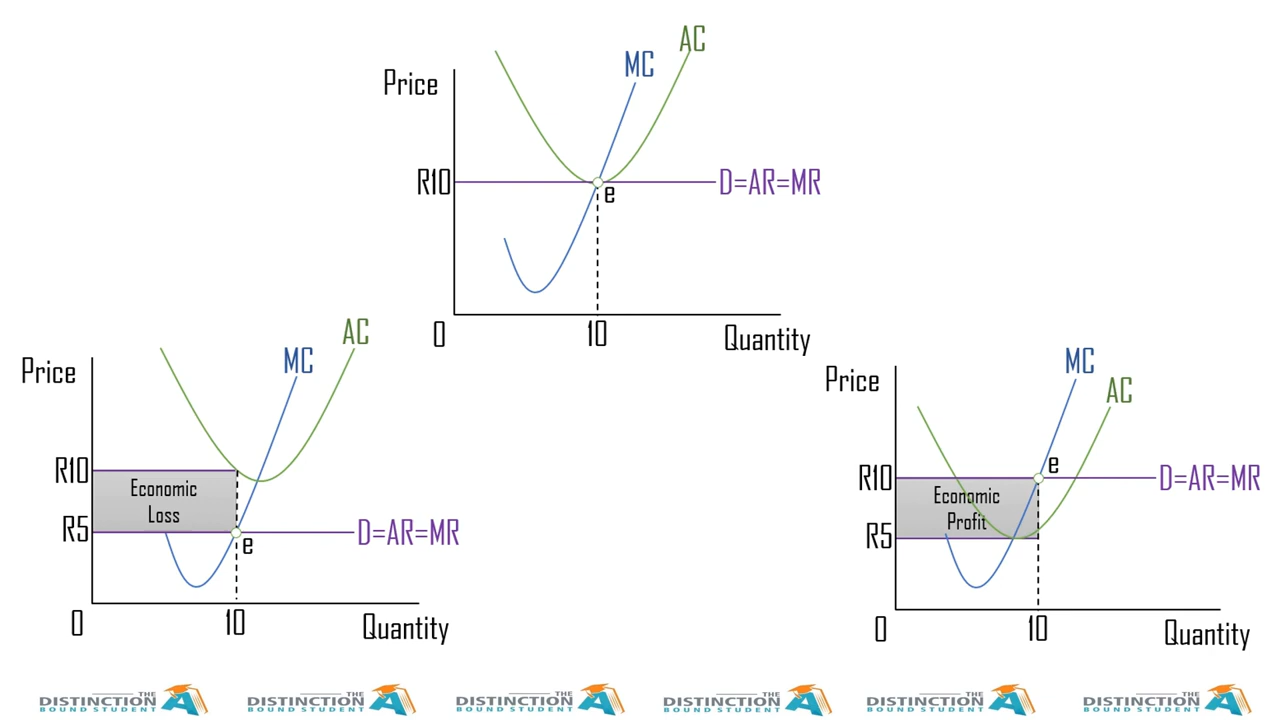 AC
MC
Price
R10
D=AR=MR
e
0
10
Quantity
AC
MC
Price
R10
Economic
Loss
R5
D=AR=MR
e
0
10
Quantity
MC
Price
AC
e
R10
D=AR=MR
Economic
Profit
R5
0
10
Quantity
THE
DISTINCTION
BOUND STUDENT
THE
DISTINCTION
BOUND STUDENT
THE
DISTINCTION
BOUND STUDENT
THE
DISTINCTION
BOUND STUDENT
THE
DISTINCTION
BOUND STUDENT
THE
DISTINCTION
BOUND STUDENT